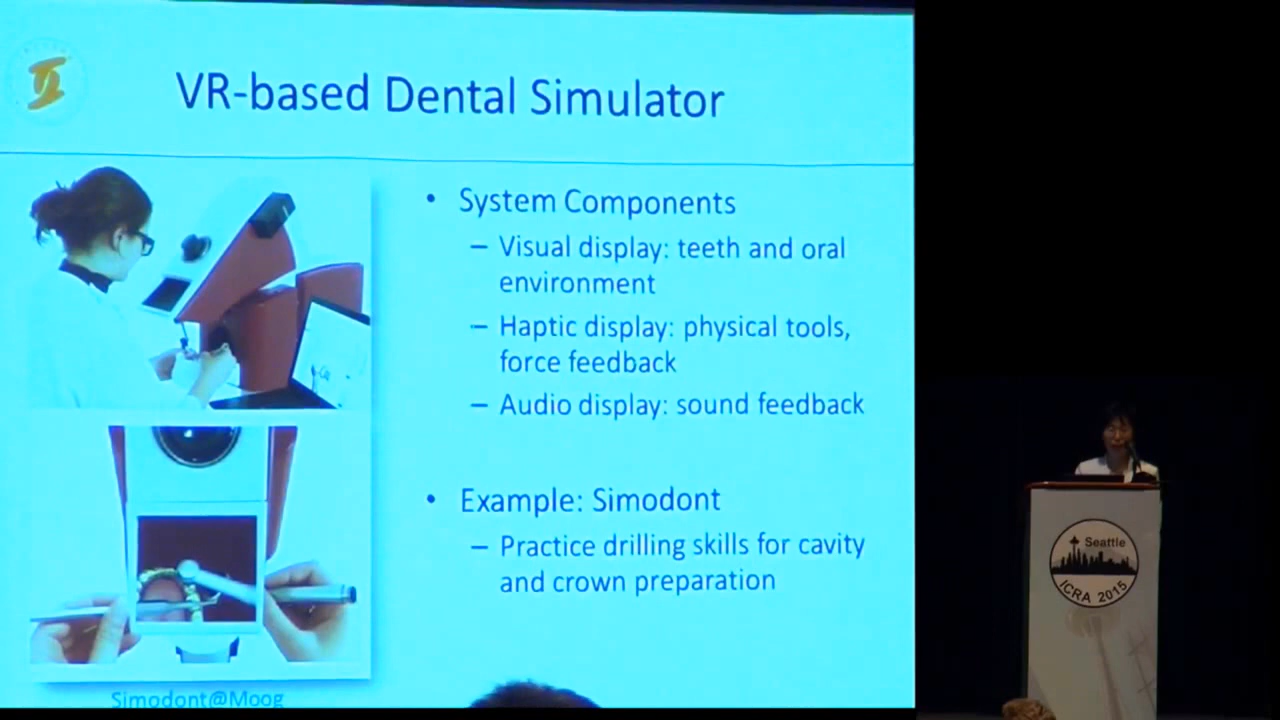 VR-based Dental Simulator
• System Components
– Visual display: teeth and oral
environment
– Haptic display: physical tools,
force feedback
– Audio display: sound feedback
• Example: Simodont
– Practice drilling skills for cavity
and crown preparation
Simodont@Moog
Seattle
ICRA 2015